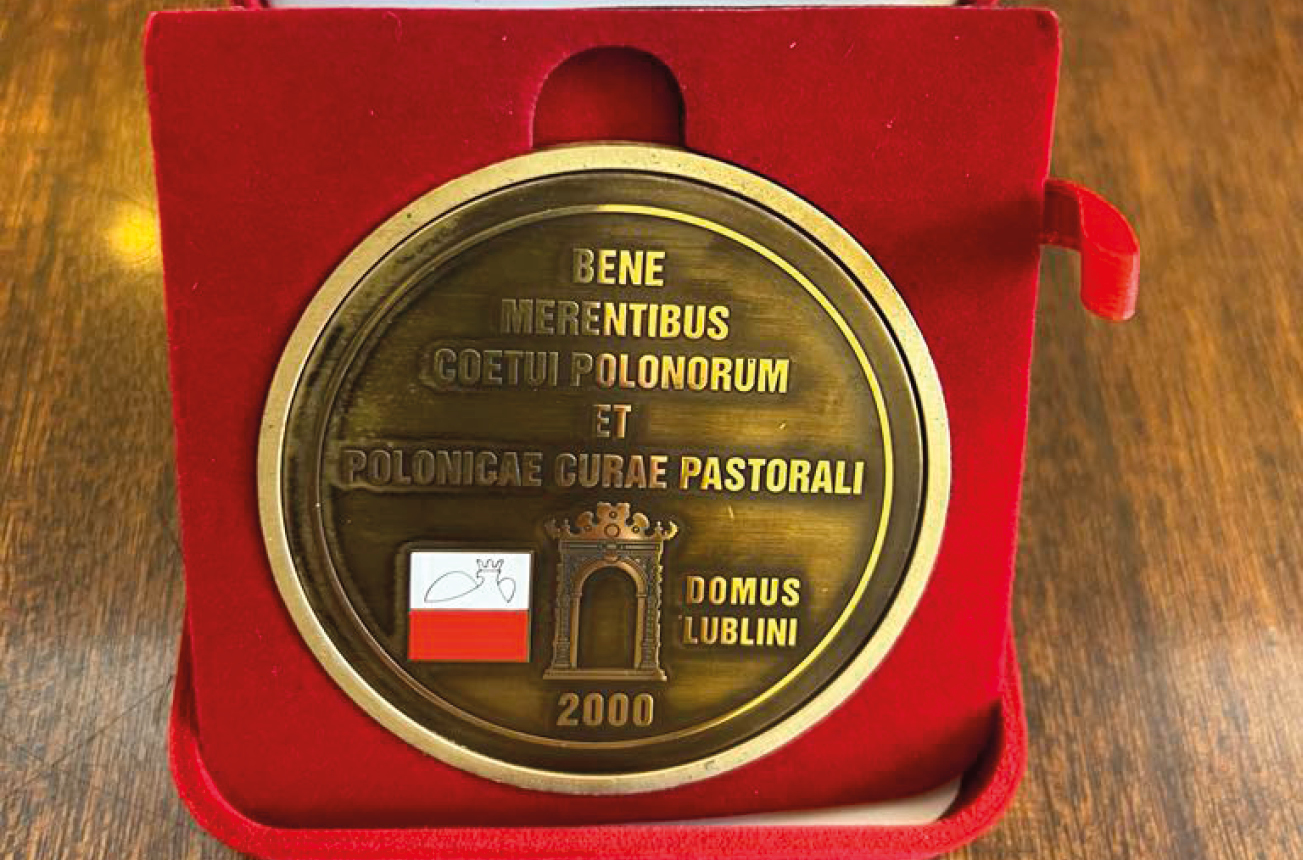 BENE
MERENTIBUS
COETUI POLONORUM
ET
POLONICAE CURAE PASTORALI
DOMUS
LUBLINI
2000